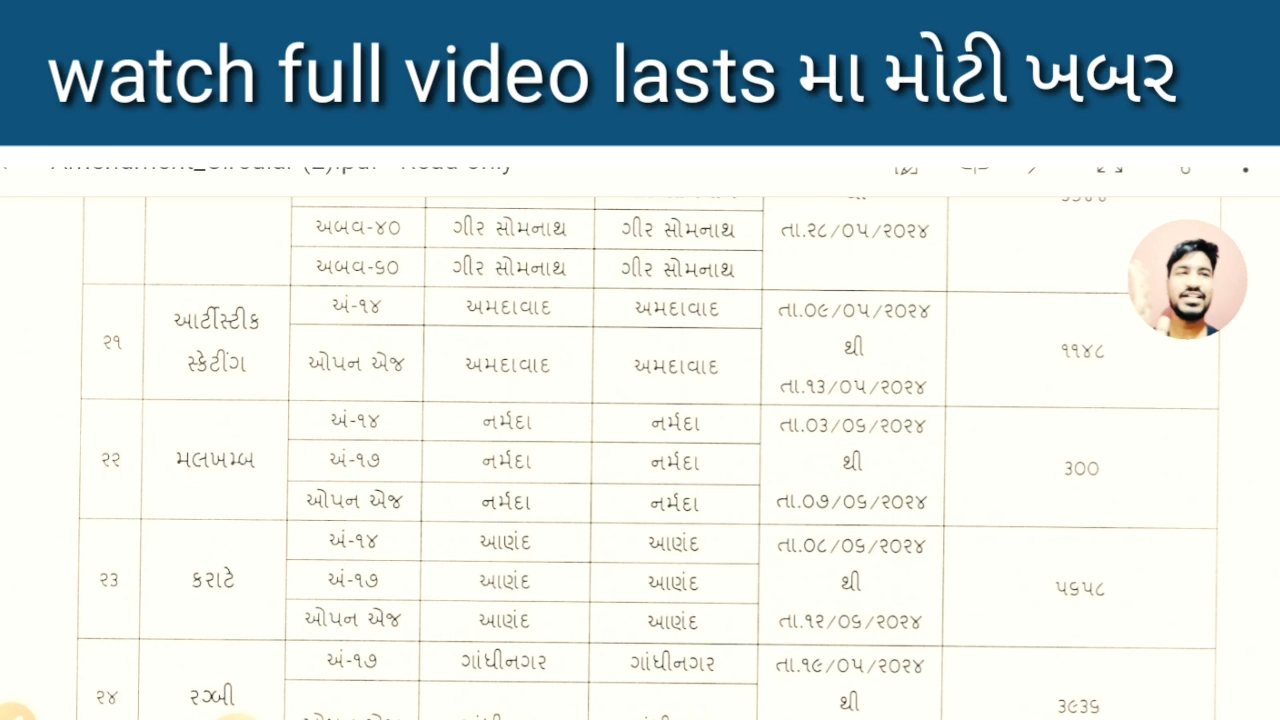 watch full video lasts મા મોટી ખબર
અબવ-૪૦ ગીર સોમનાથ ગીર સોમનાથ તા.૨૮/૦૫/૨૦૨૪
અબવ-૬૦ ગીર સોમનાથ ગીર સોમનાથ
૨૧ આર્ટીસ્ટીક સ્કેટીંગ અં-૧૪ અમદાવાદ અમદાવાદ તા.૦૯/૦૫/૨૦૨૪
થી
૧૧૪૮
ઓપન એજ અમદાવાદ અમદાવાદ
તા.૧૩/૦૫/૨૦૨૪
૨૨ મલખમ્બ અં-૧૪ નર્મદા નર્મદા તા.૦૩/૦૬/૨૦૨૪
અં-૧૭ નર્મદા નર્મદા થી ૩૦૦
ઓપન એજ નર્મદા નર્મદા તા.૦૭/૦૬/૨૦૨૪
૨૩ કરાટે અં-૧૪ આણંદ આણંદ તા.૦૮/૦૬/૨૦૨૪
અં-૧૭ આણંદ આણંદ થી ૫૬૫૮
ઓપન એજ આણંદ આણંદ તા.૧૨/૦૬/૨૦૨૪
૨૪ રગ્બી અં-૧૭ ગાંધીનગર ગાંધીનગર તા.૧૯/૦૫/૨૦૨૪
થી ૩૯૩૬